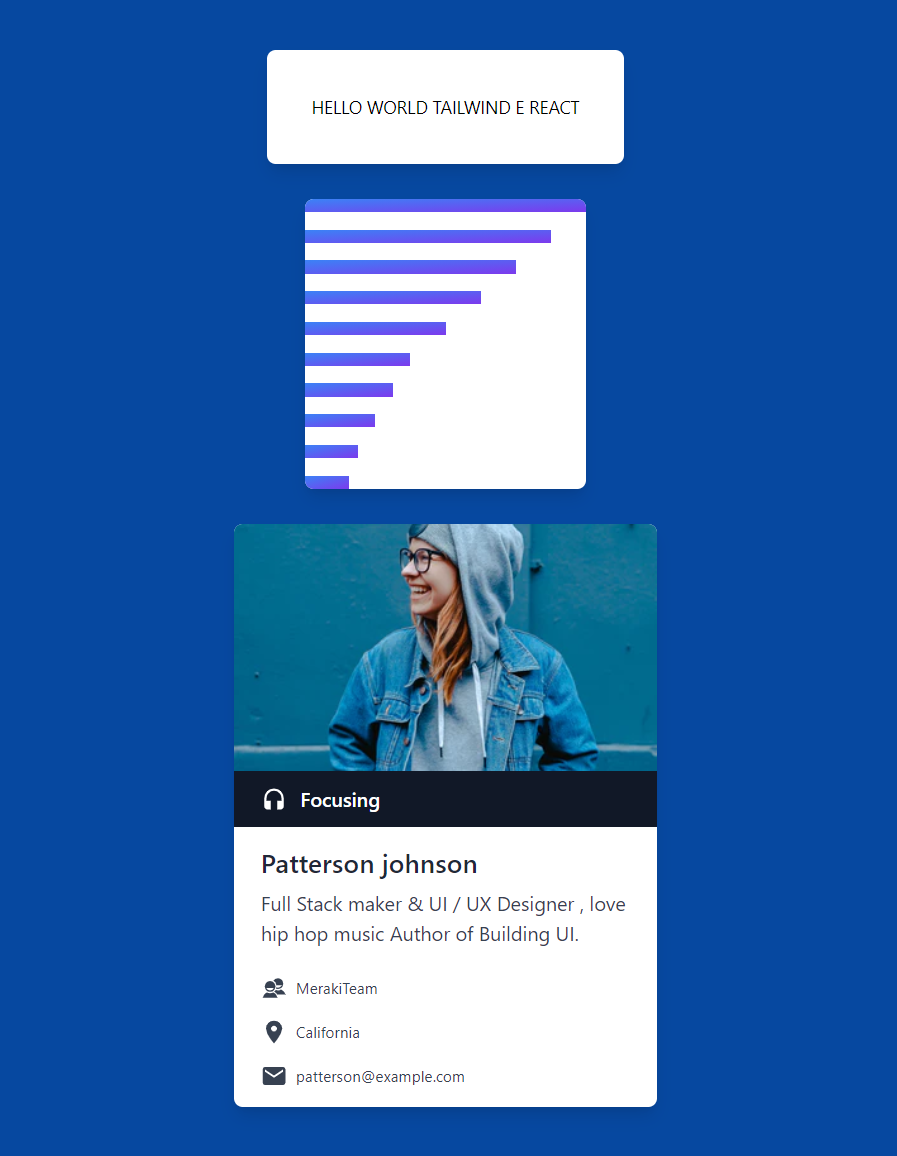 HELLO WORLD TAILWIND E REACT
Focusing
Patterson johnson
Full Stack maker & UI / UX Designer , love
hip hop music Author of Building UI.
MerakiTeam
California
patterson@example.com